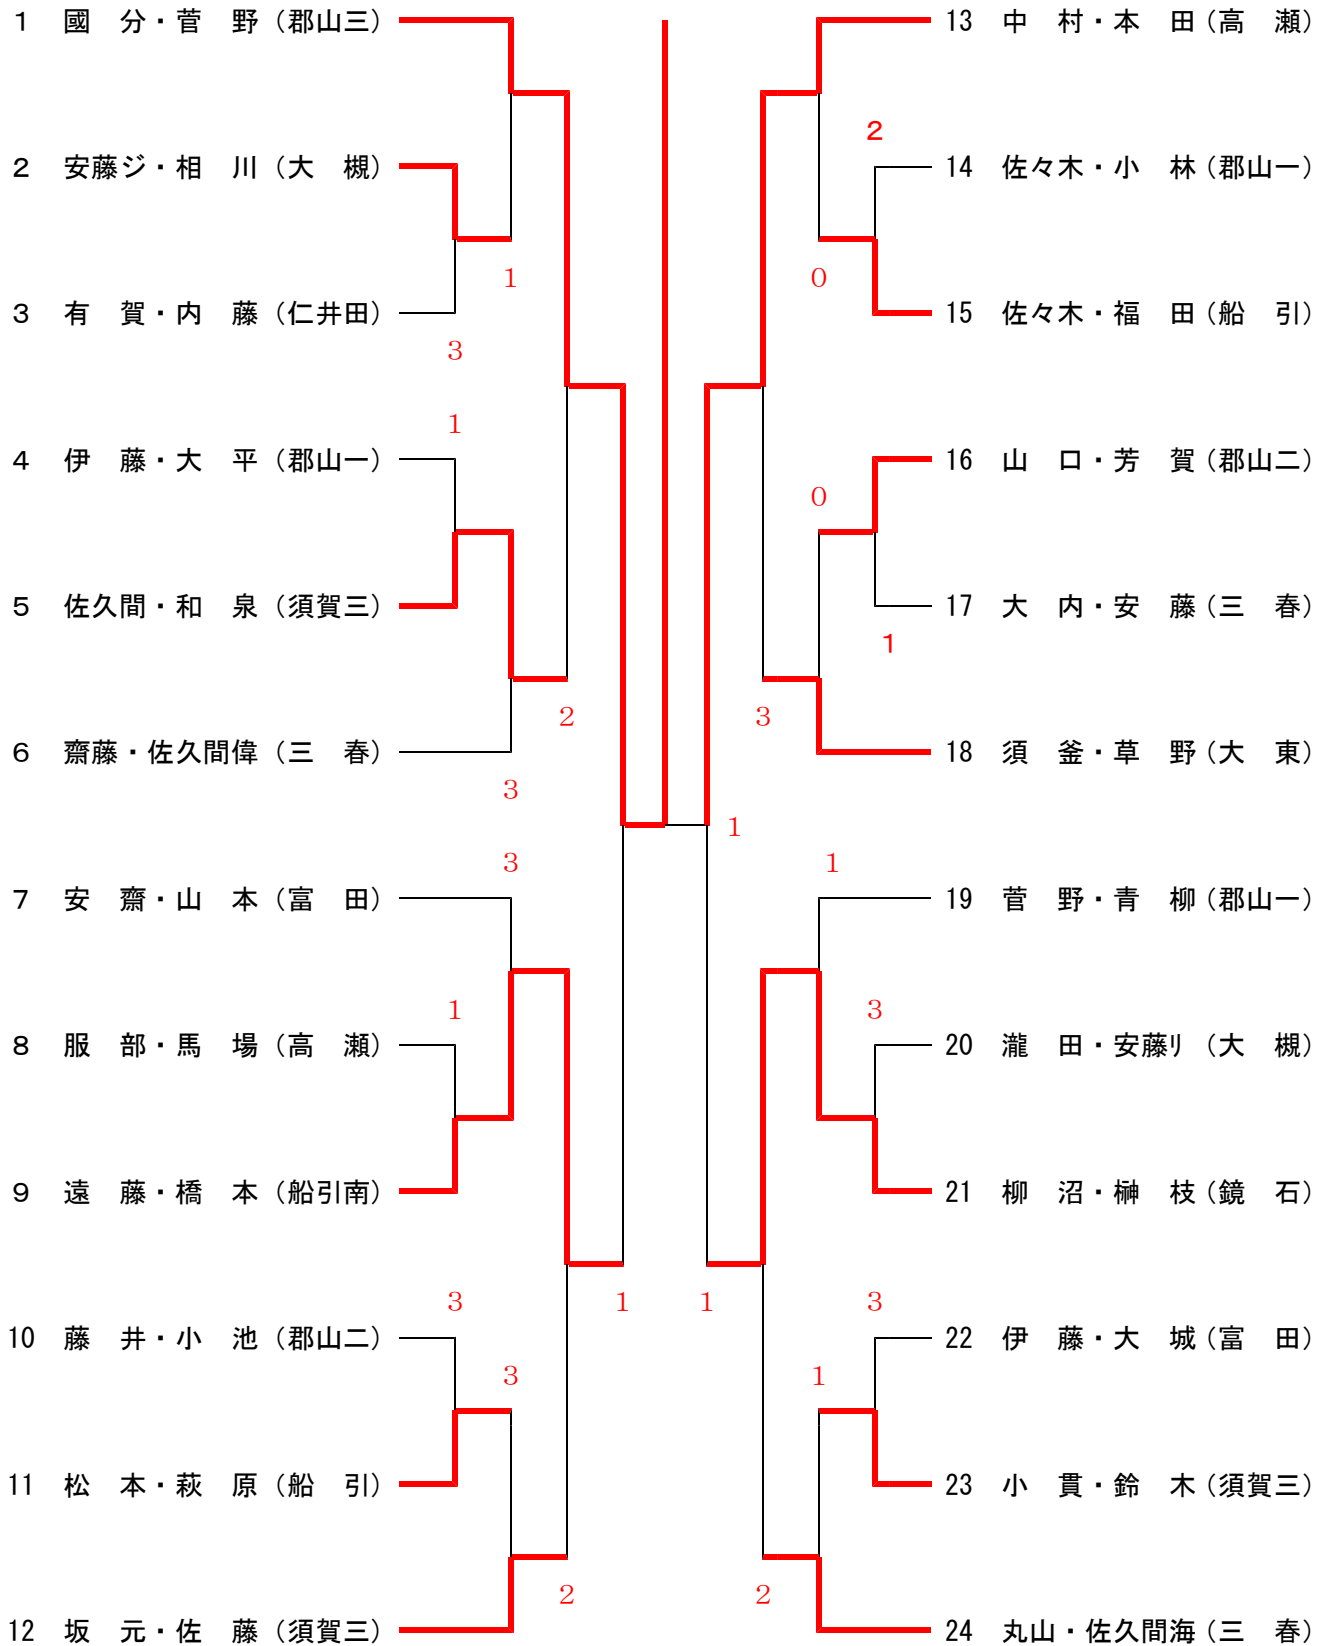 1 國　分・菅　野（郡山三）
13 中　村・本　田（高　瀬）
2
2 安藤ジ・相　川（大　槻）
14 佐々木・小　林（郡山一）
1
0
3 有　賀・内　藤（仁井田）
15 佐々木・福　田（船　引）
3
1
4 伊　藤・大　平（郡山一）
16 山　口・芳　賀（郡山二）
0
5 佐久間・和　泉（須賀三）
17 大　内・安　藤（三　春）
1
2
3
6 齋藤・佐久間偉（三　春）
18 須　釜・草　野（大　東）
3
1
3
1
7 安　齋・山　本（富　田）
19 菅　野・青　柳（郡山一）
1
3
8 服　部・馬　場（高　瀬）
20 瀧　田・安藤リ（大　槻）
9 遠　藤・橋　本（船引南）
21 柳　沼・榊　枝（鏡　石）
3
1
1
3
10 藤　井・小　池（郡山二）
22 伊　藤・大　城（富　田）
3
1
11 松　本・萩　原（船　引）
23 小　貫・鈴　木（須賀三）
2
2
12 坂　元・佐　藤（須賀三）
24 丸山・佐久間海（三　春）